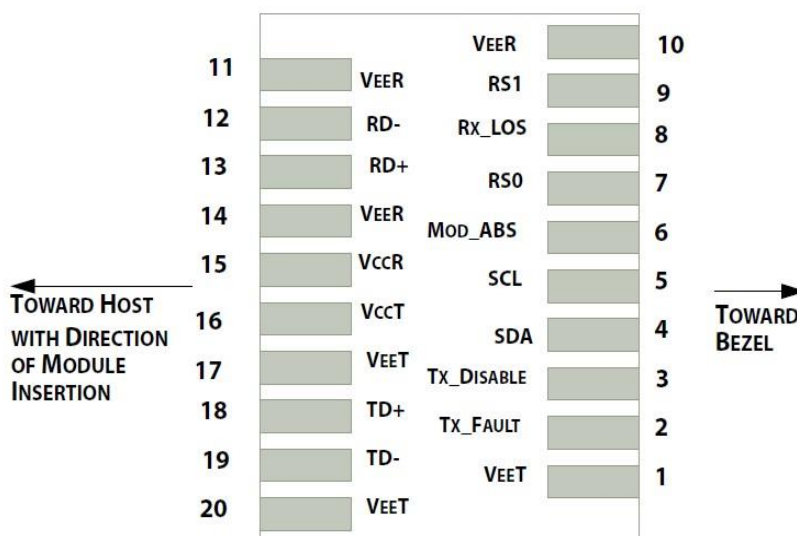 VEER 10
11 VEER
RS1 9
12 RD-
RX_LOS 8
13 RD+
RS0 7
14 VEER
MOD_ABS 6
15 VCCR
SCL 5
16 VCCT
SDA 4
17 VEET
TX_DISABLE 3
18 TD+
TX_FAULT 2
19 TD-
VEET 1
20 VEET
TOWARD HOST
WITH DIRECTION
OF MODULE
INSERTION
TOWARD
BEZEL